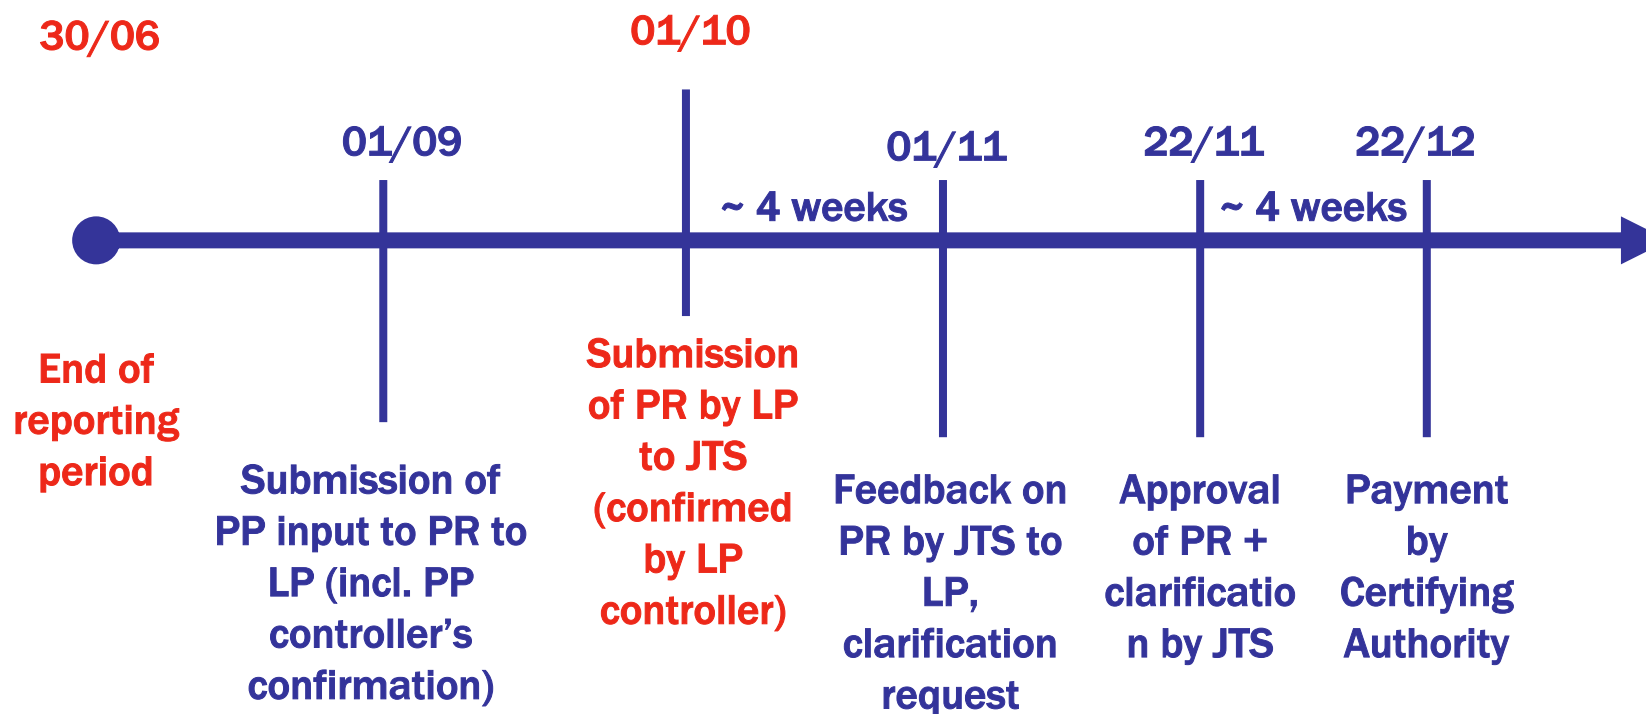 30/06
01/10
01/09
01/11
22/11
22/12
~ 4 weeks
~ 4 weeks
End of
reporting
period
Submission of
PP input to PR to
LP (incl. PP
controller’s
confirmation)
Submission
of PR by LP
to JTS
(confirmed
by LP
controller)
Feedback on
PR by JTS to
LP,
clarification
request
Approval
of PR +
clarificatio
n by JTS
Payment
by
Certifying
Authority